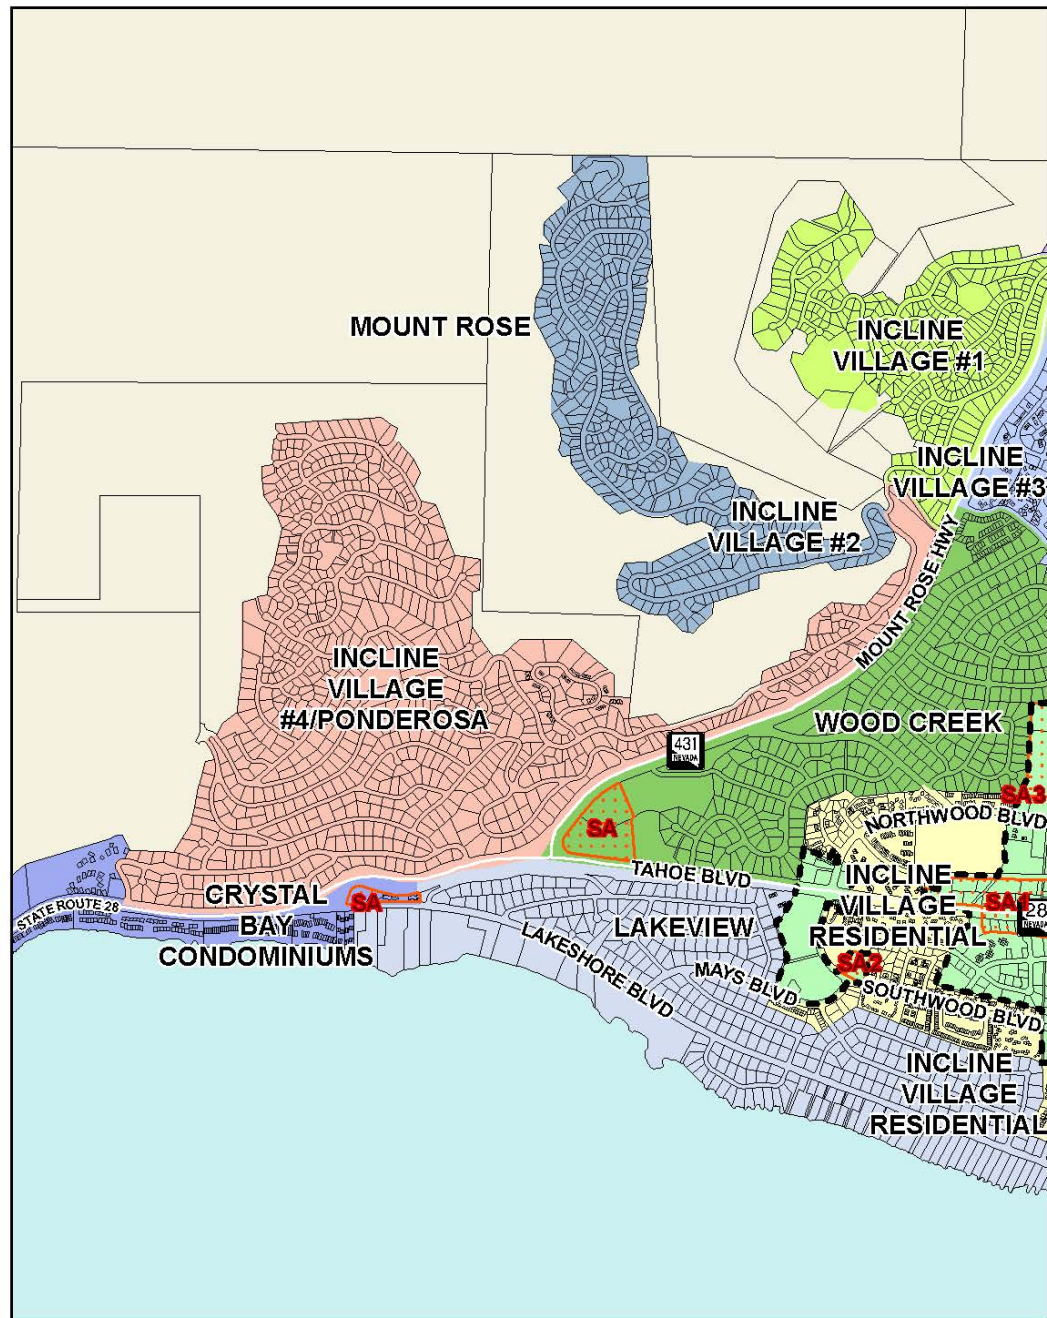 MOUNT ROSE
INCLINE
VILLAGE #1
INCLINE
VILLAGE #3
INCLINE
VILLAGE #2
MOUNT ROSE HWY
INCLINE
VILLAGE
#4/PONDEROSA
WOOD CREEK
431
NEVADA
SA3
NORTHWOOD BLVD
SA
TAHOE BLVD
INCLINE
VILLAGE
RESIDENTIAL
SA1
28
NEVADA
SA
CRYSTAL
BAY
CONDOMINIUMS
STATE ROUTE 28
LAKEVIEW
LAKESHORE BLVD
MAYS BLVD
SA2
SOUTHWOOD BLVD
INCLINE
VILLAGE
RESIDENTIAL